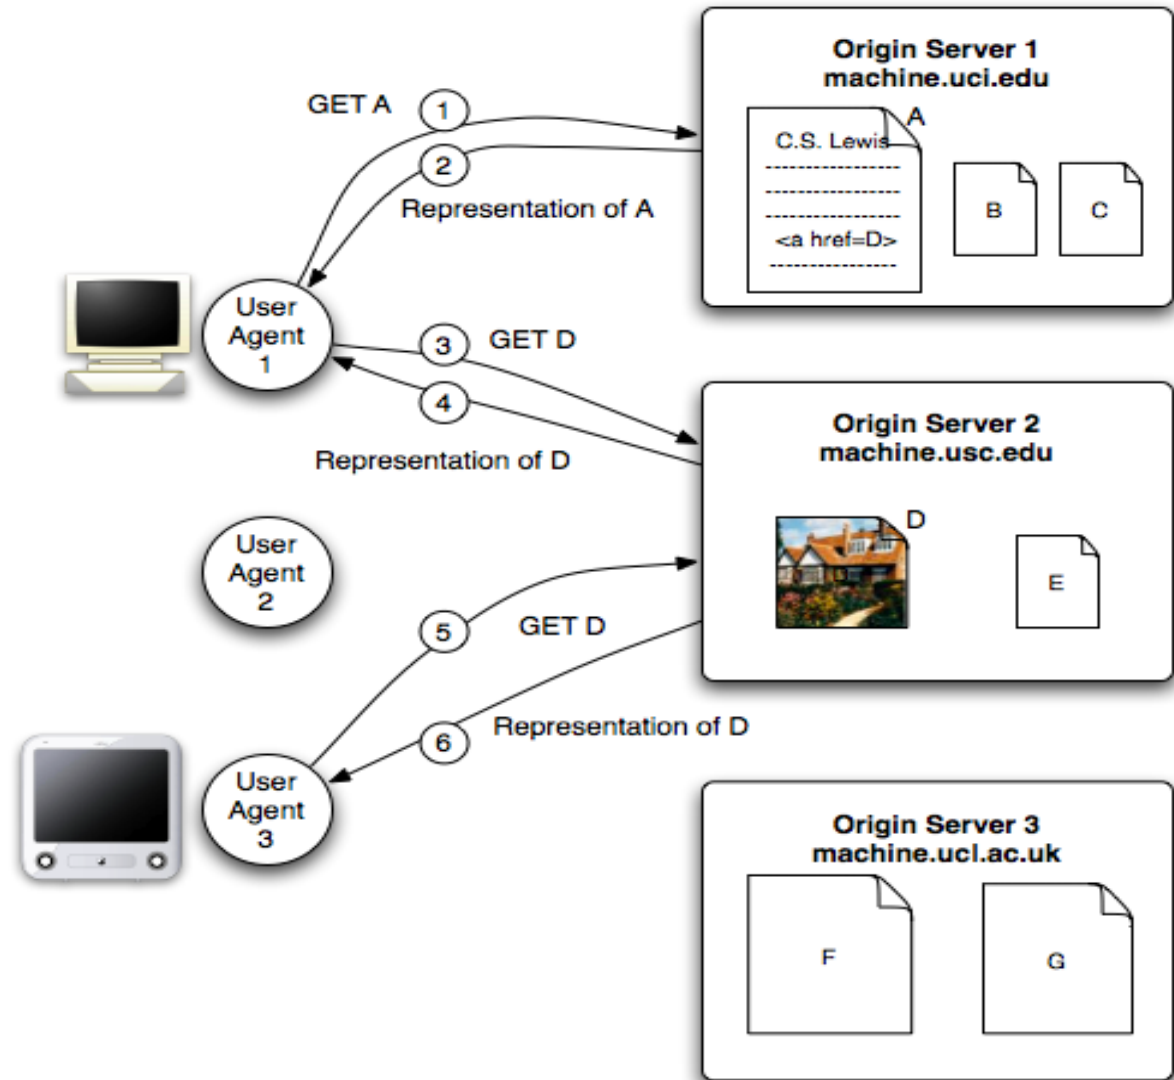 Origin Server 1
machine.uci.edu
GET A
1
A
C.S. Lewis
2
Representation of A
B
C
<a href=D>
User
Agent
1
3
GET D
4
Origin Server 2
machine.usc.edu
Representation of D
D
User
Agent
2
E
5
GET D
6
Representation of D
User
Agent
3
Origin Server 3
machine.ucl.ac.uk
F
G